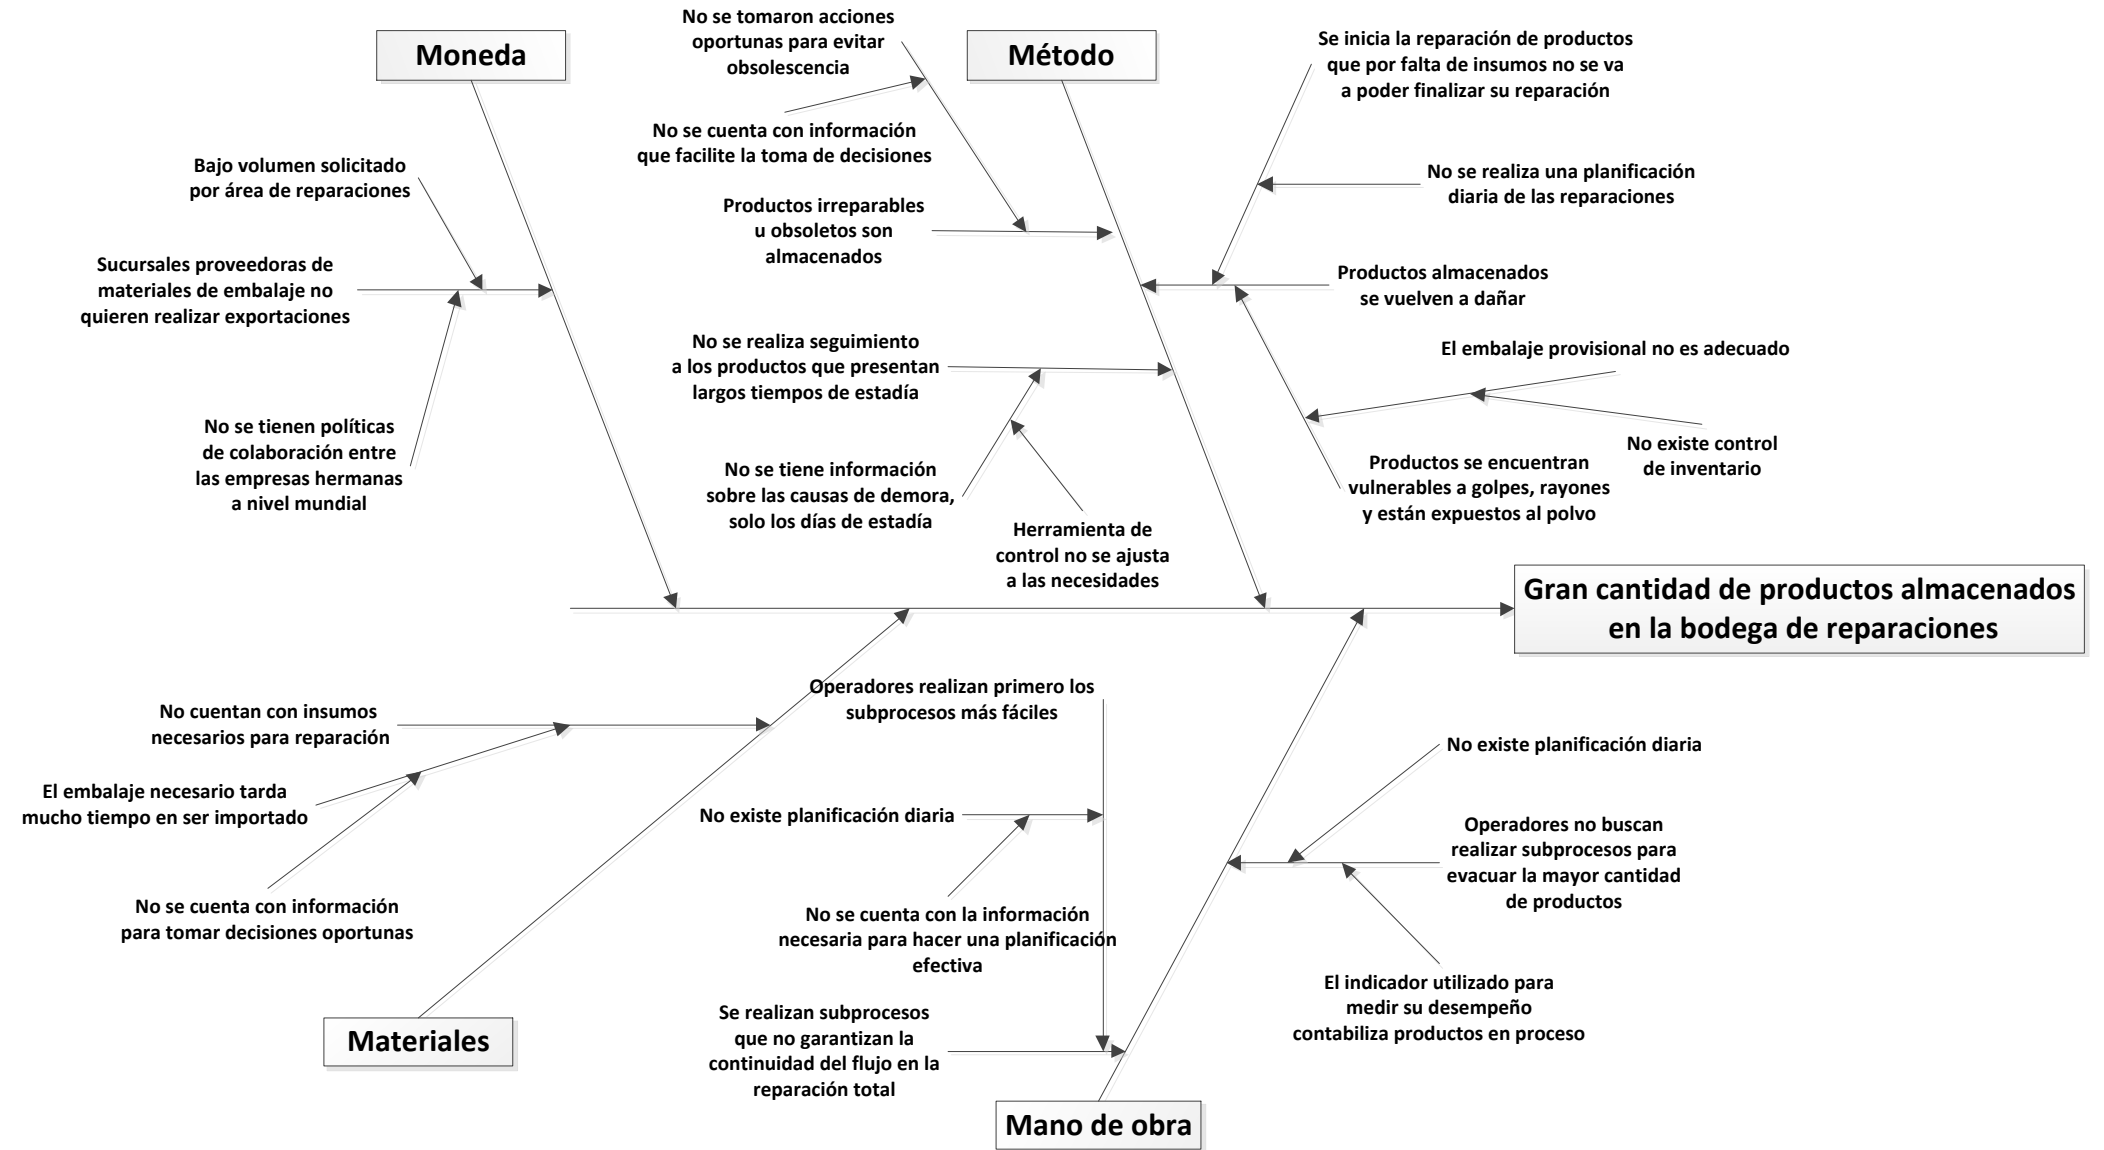 Moneda
Bajo volumen solicitado
por área de reparaciones
Sucursales proveedoras de
materiales de embalaje no
quieren realizar exportaciones
No se tienen políticas
de colaboración entre
las empresas hermanas
a nivel mundial
Método
No se tomaron acciones
oportunas para evitar
obsolescencia
No se cuenta con información
que facilite la toma de decisiones
Productos irreparables
u obsoletos son
almacenados
No se realiza seguimiento
a los productos que presentan
largos tiempos de estadía
No se tiene información
sobre las causas de demora,
solo los días de estadía
Herramienta de
control no se ajusta
a las necesidades
Se inicia la reparación de productos
que por falta de insumos no se va
a poder finalizar su reparación
No se realiza una planificación
diaria de las reparaciones
Productos almacenados
se vuelven a dañar
El embalaje provisional no es adecuado
No existe control
de inventario
Productos se encuentran
vulnerables a golpes, rayones
y están expuestos al polvo
Gran cantidad de productos almacenados
en la bodega de reparaciones
No cuentan con insumos
necesarios para reparación
El embalaje necesario tarda
mucho tiempo en ser importado
No se cuenta con información
para tomar decisiones oportunas
Materiales
Operadores realizan primero los
subprocesos más fáciles
No existe planificación diaria
No se cuenta con la información
necesaria para hacer una planificación
efectiva
Se realizan subprocesos
que no garantizan la
continuidad del flujo en la
reparación total
No existe planificación diaria
Operadores no buscan
realizar subprocesos para
evacuar la mayor cantidad
de productos
El indicador utilizado para
medir su desempeño
contabiliza productos en proceso
Mano de obra